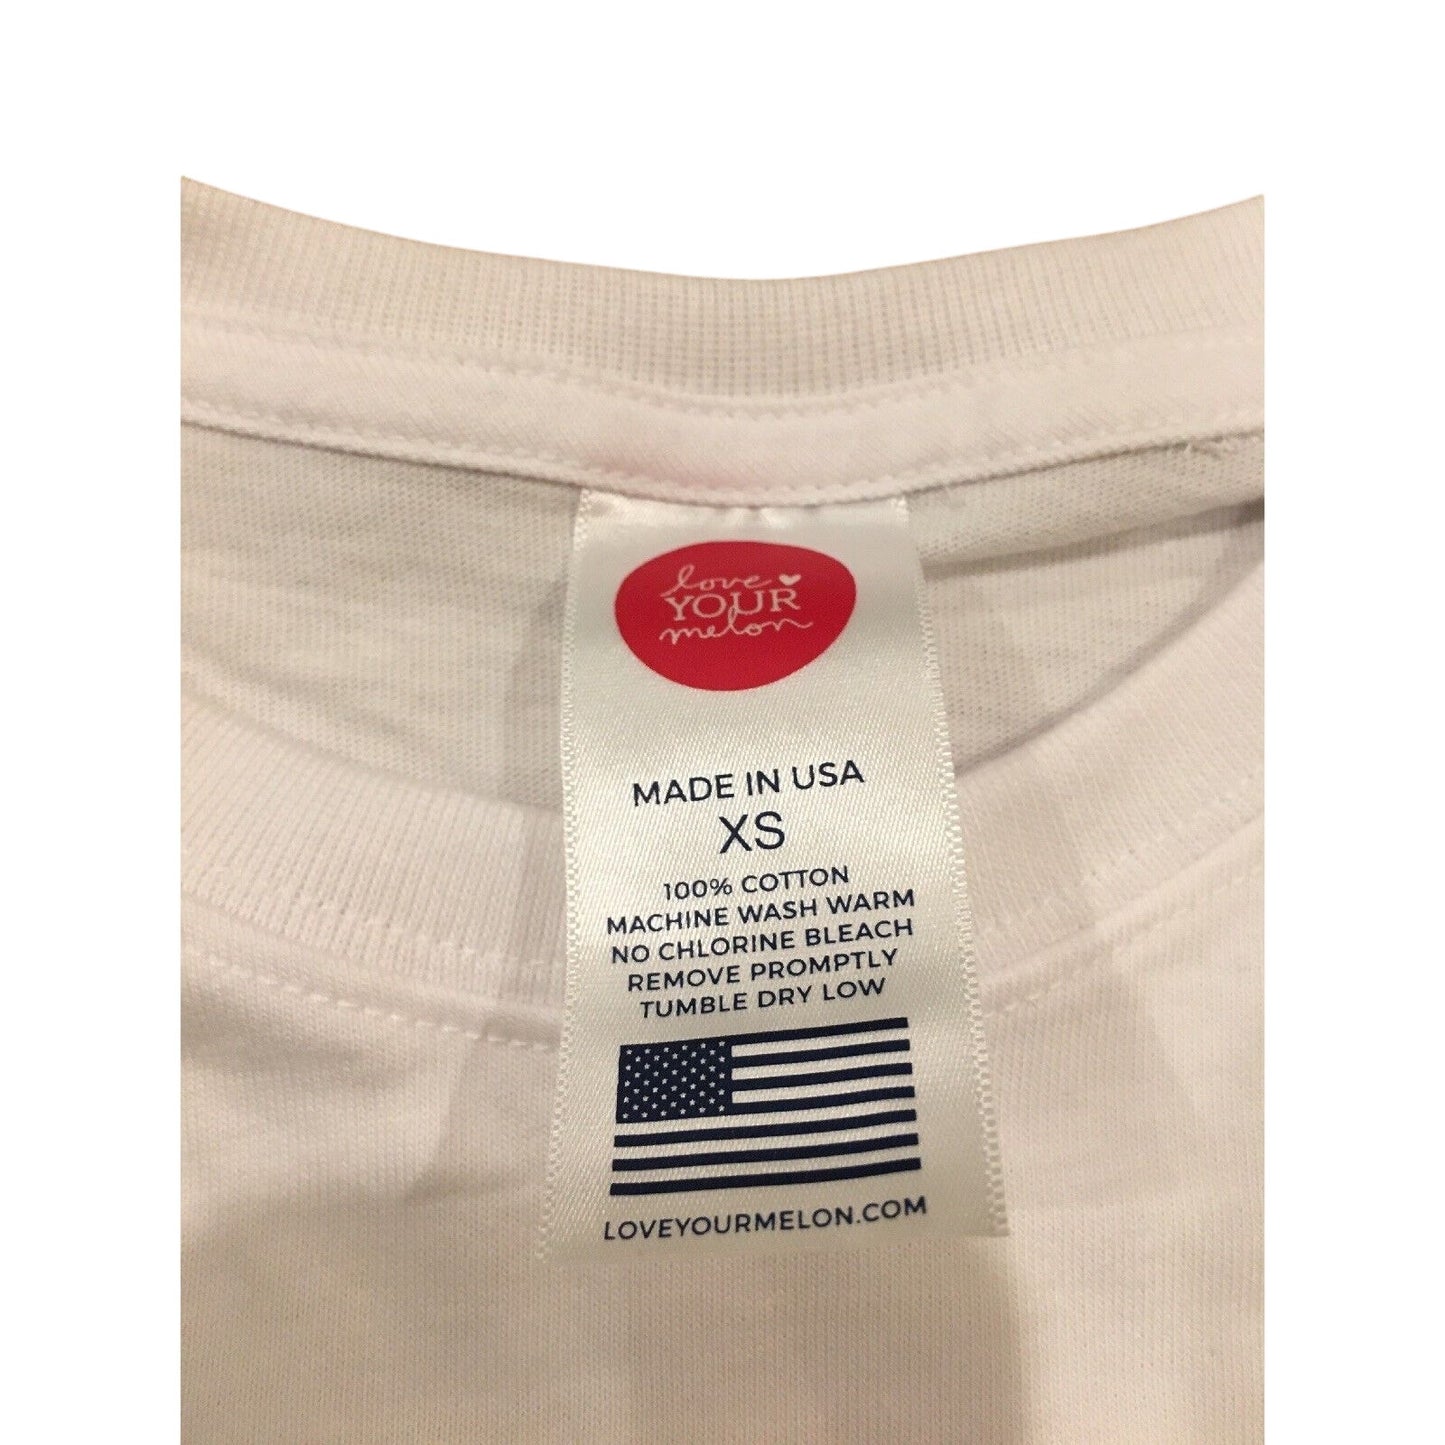 love
YOUR
melon
MADE IN USA
XS
100% COTTON
MACHINE WASH WARM
NO CHLORINE BLEACH
REMOVE PROMPTLY
TUMBLE DRY LOW
LOVEYOURMELON.COM